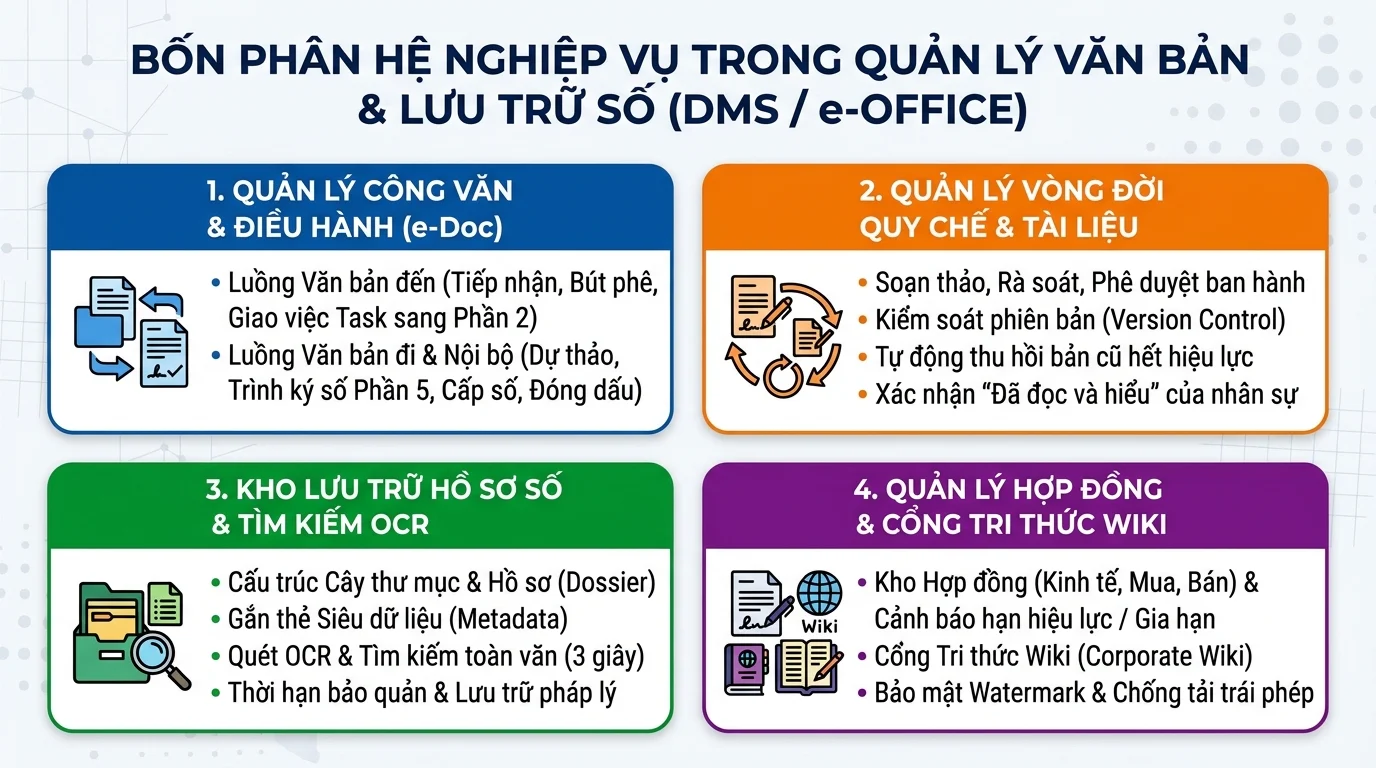 BỐN PHÂN HỆ NGHIỆP VỤ TRONG QUẢN LÝ VĂN BẢN
& LƯU TRỮ SỐ (DMS / e-OFFICE)
1. QUẢN LÝ CÔNG VĂN
& ĐIỀU HÀNH (e-Doc)
• Luồng Văn bản đến (Tiếp nhận, Bút phê,
Giao việc Task sang Phần 2)
• Luồng Văn bản đi & Nội bộ (Dự thảo,
Trình ký số Phần 5, Cấp số, Đóng dấu)
2. QUẢN LÝ VÒNG ĐỜI
QUY CHẾ & TÀI LIỆU
• Soạn thảo, Rà soát, Phê duyệt ban hành
• Kiểm soát phiên bản (Version Control)
• Tự động thu hồi bản cũ hết hiệu lực
• Xác nhận “Đã đọc và hiểu” của nhân sự
3. KHO LƯU TRỮ HỒ SƠ SỐ
& TÌM KIẾM OCR
• Cấu trúc Cây thư mục & Hồ sơ (Dossier)
• Gắn thẻ Siêu dữ liệu (Metadata)
• Quét OCR & Tìm kiếm toàn văn (3 giây)
• Thời hạn bảo quản & Lưu trữ pháp lý
4. QUẢN LÝ HỢP ĐỒNG
& CỔNG TRI THỨC WIKI
Wiki
• Kho Hợp đồng (Kinh tế, Mua, Bán) &
Cảnh báo hạn hiệu lực / Gia hạn
• Cổng Tri thức Wiki (Corporate Wiki)
• Bảo mật Watermark & Chống tải trái phép